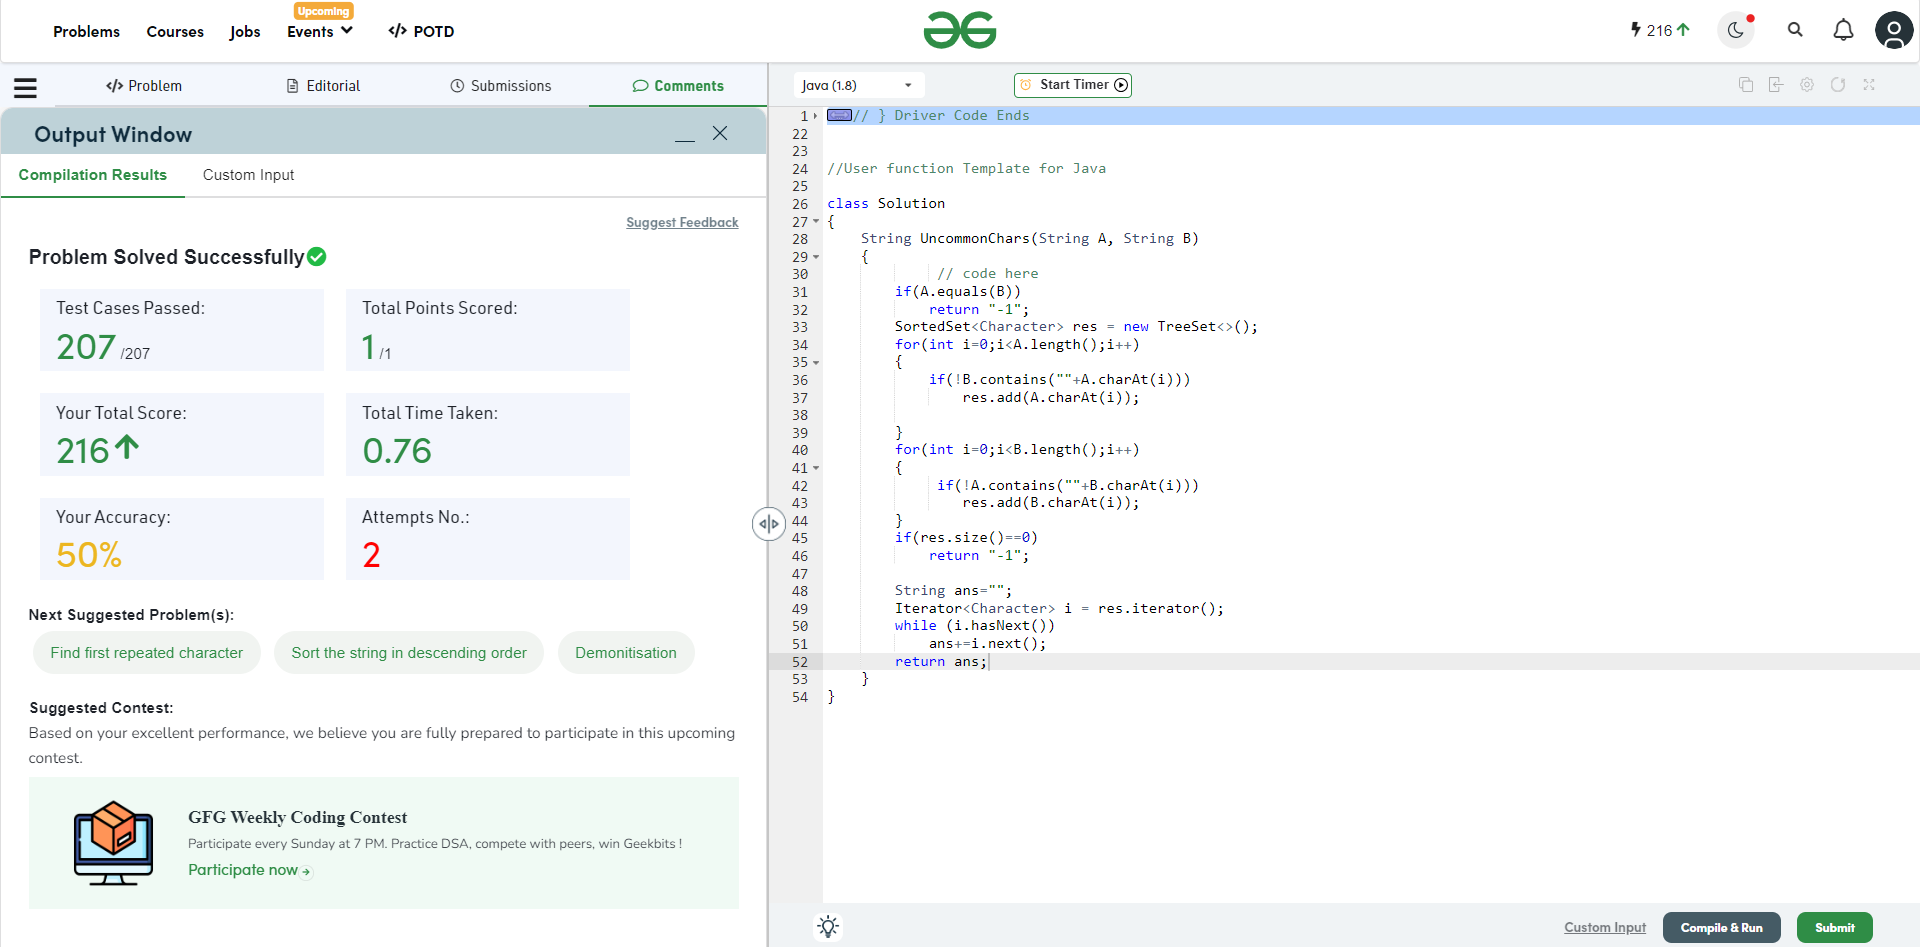 Upcoming
Problems Courses Jobs Events </> POTD
216
</> Problem Editorial Submissions Comments
Output Window
Compilation Results Custom Input
Suggest Feedback
Problem Solved Successfully
Test Cases Passed:
207 /207
Total Points Scored:
1 /1
Your Total Score:
216
Total Time Taken:
0.76
Your Accuracy:
50%
Attempts No.:
2
Next Suggested Problem(s):
Find first repeated character
Sort the string in descending order
Demonitisation
Suggested Contest:
Based on your excellent performance, we believe you are fully prepared to participate in this upcoming
contest.
GFG Weekly Coding Contest
Participate every Sunday at 7 PM. Practice DSA, compete with peers, win Geekbits !
Participate now
Java (1.8)
Start Timer
1 // } Driver Code Ends
22
23
24 //User function Template for Java
25
26 class Solution
27 {
28 String UncommonChars(String A, String B)
29 {
30 // code here
31 if(A.equals(B))
32 return "-1";
33 SortedSet<Character> res = new TreeSet<>();
34 for(int i=0;i<A.length();i++)
35 {
36 if(!B.contains(""+A.charAt(i)))
37 res.add(A.charAt(i));
38
39 }
40 for(int i=0;i<B.length();i++)
41 {
42 if(!A.contains(""+B.charAt(i)))
43 res.add(B.charAt(i));
44 }
45 if(res.size()==0)
46 return "-1";
47
48 String ans="";
49 Iterator<Character> i = res.iterator();
50 while (i.hasNext())
51 ans+=i.next();
52 return ans;
53 }
54 }
Custom Input
Compile & Run
Submit